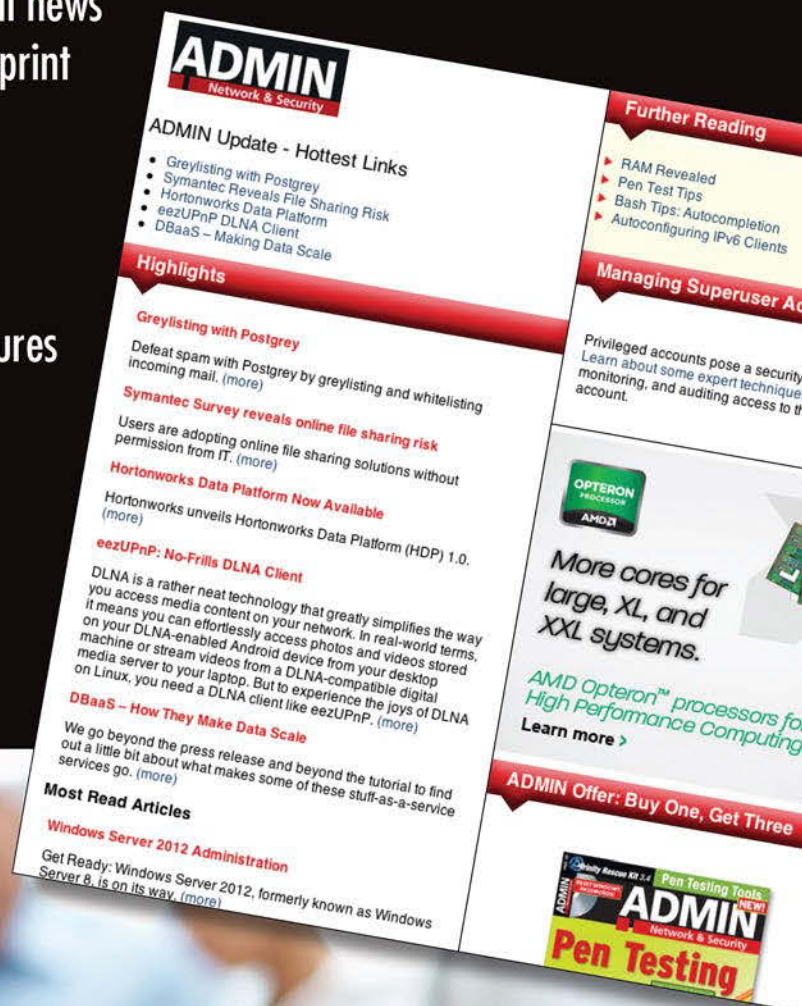 news
print
ures
ADMIN
Network & Security
ADMIN Update - Hottest Links
Greylisting with Postgrey
Symantec Reveals File Sharing Risk
Hortonworks Data Platform
eezUPnP DLNA Client
DBaaS – Making Data Scale
Highlights
Greylisting with Postgrey
Defeat spam with Postgrey by greylisting and whitelisting
incoming mail. (more)
Symantec Survey reveals online file sharing risk
Users are adopting online file sharing solutions without
permission from IT. (more)
Hortonworks Data Platform Now Available
Hortonworks unveils Hortonworks Data Platform (HDP) 1.0.
(more)
eezUPnP: No-Frills DLNA Client
DLNA is a rather neat technology that greatly simplifies the way
you access media content on your network. In real-world terms,
it means you can effortlessly access photos and videos stored
on your DLNA-enabled Android device from your desktop
machine or stream videos from a DLNA-compatible digital
media server to your laptop. But to experience the joys of DLNA
on Linux, you need a DLNA client like eezUPnP. (more)
DBaaS – How They Make Data Scale
We go beyond the press release and beyond the tutorial to find
out a little bit about what makes some of these stuff-as-a-service
services go. (more)
Most Read Articles
Windows Server 2012 Administration
Get Ready: Windows Server 2012, formerly known as Windows
Server 8, is on its way. (more)
Further Reading
RAM Revealed
Pen Test Tips
Bash Tips: Autocompletion
Autoconfiguring IPv6 Clients
Managing Superuser Ac
Privileged accounts pose a security
Learn about some expert technique
monitoring, and auditing access to th
account.
OPTERON
PROCESSOR
AMD
More cores for
large, XL, and
XXL systems.
AMD Opteron™ processors fo
High Performance Computing
Learn more >
ADMIN Offer: Buy One, Get Three
Trinity Rescue Kit 3.4
Pen Testing Tools
NEW!
ADMIN
ADMIN
Network & Security
Pen Testing